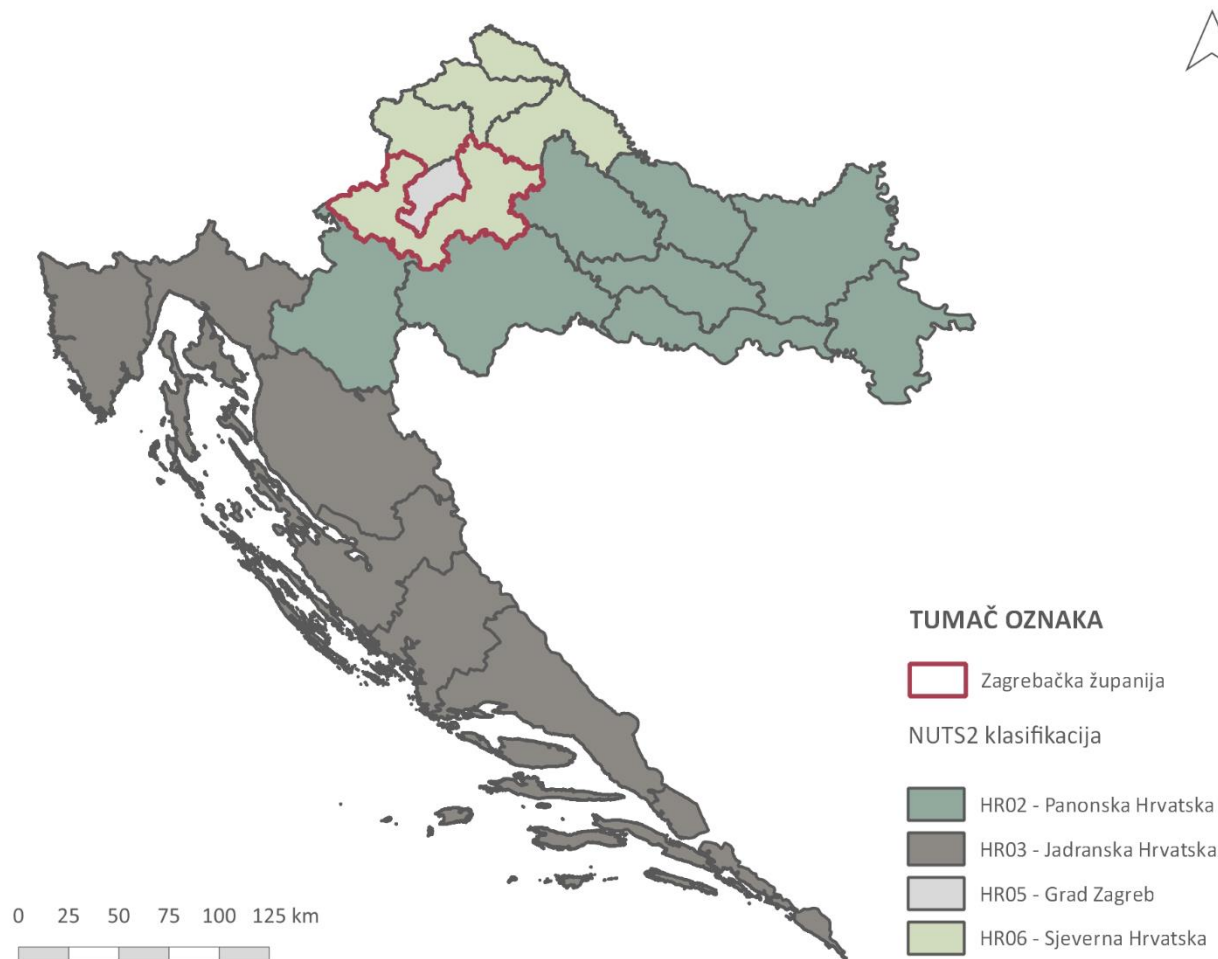 TUMAČ OZNAKA
Zagrebačka županija
NUTS2 klasifikacija
HR02 - Panonska Hrvatska
HR03 - Jadranska Hrvatska
HR05 - Grad Zagreb
HR06 - Sjeverna Hrvatska
0 25 50 75 100 125 km